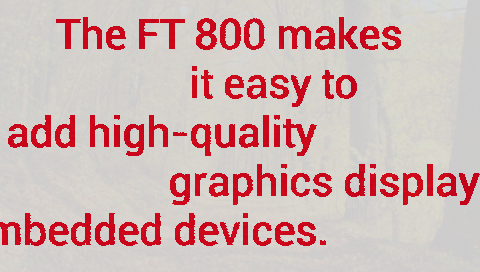 The FT 800 makes
it easy to
add high-quality
graphics display
mbedded devices.